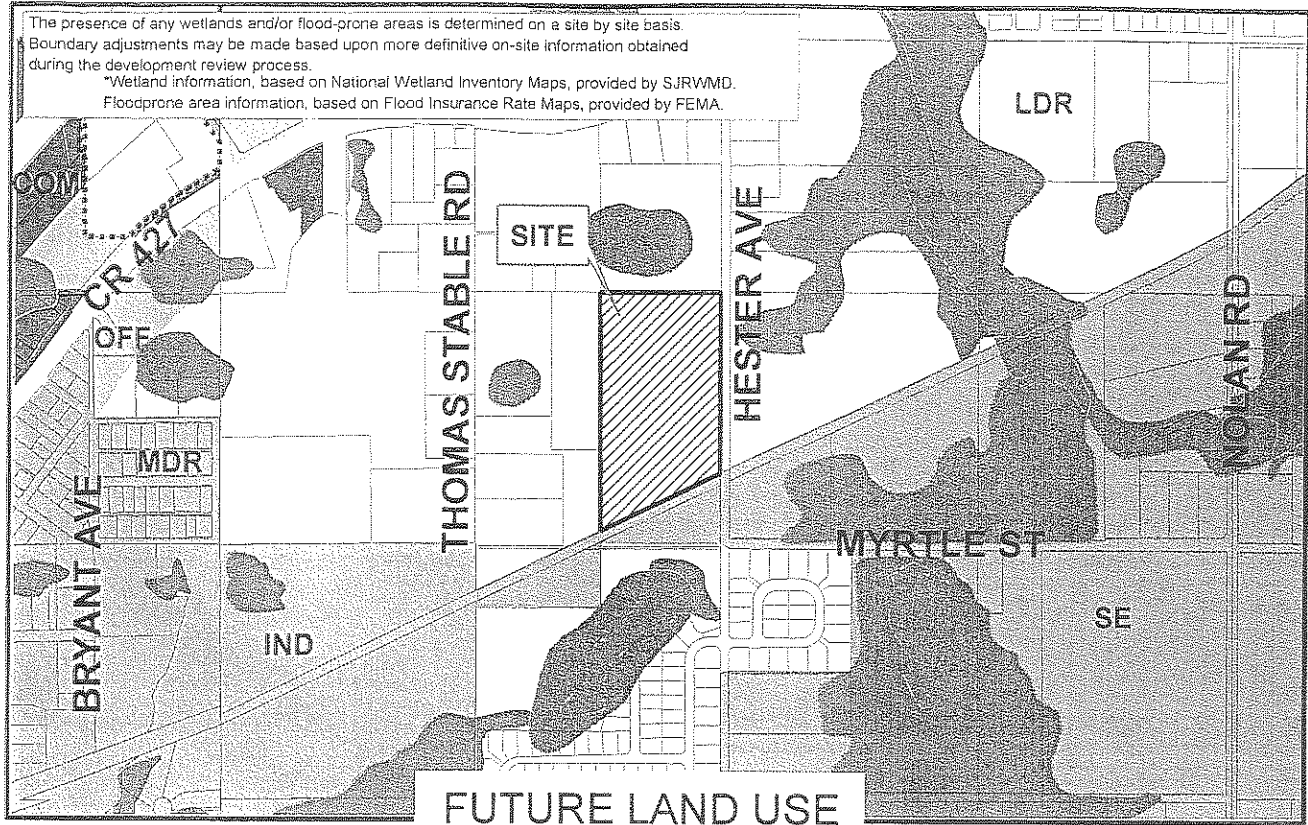 The presence of any wetlands and/or flood-prone areas is determined on a site by site basis.
Boundary adjustments may be made based upon more definitive on-site information obtained
during the development review process.
*Wetland information, based on National Wetland Inventory Maps, provided by SJRWMD.
Floodprone area information, based on Flood Insurance Rate Maps, provided by FEMA.
LDR
COM
CR 427
THOMAS STABLE RD
SITE
HESTER AVE
NOLAN RD
OFF
MDR
BRYANT AVE
MYRTLE ST
IND
SE
FUTURE LAND USE